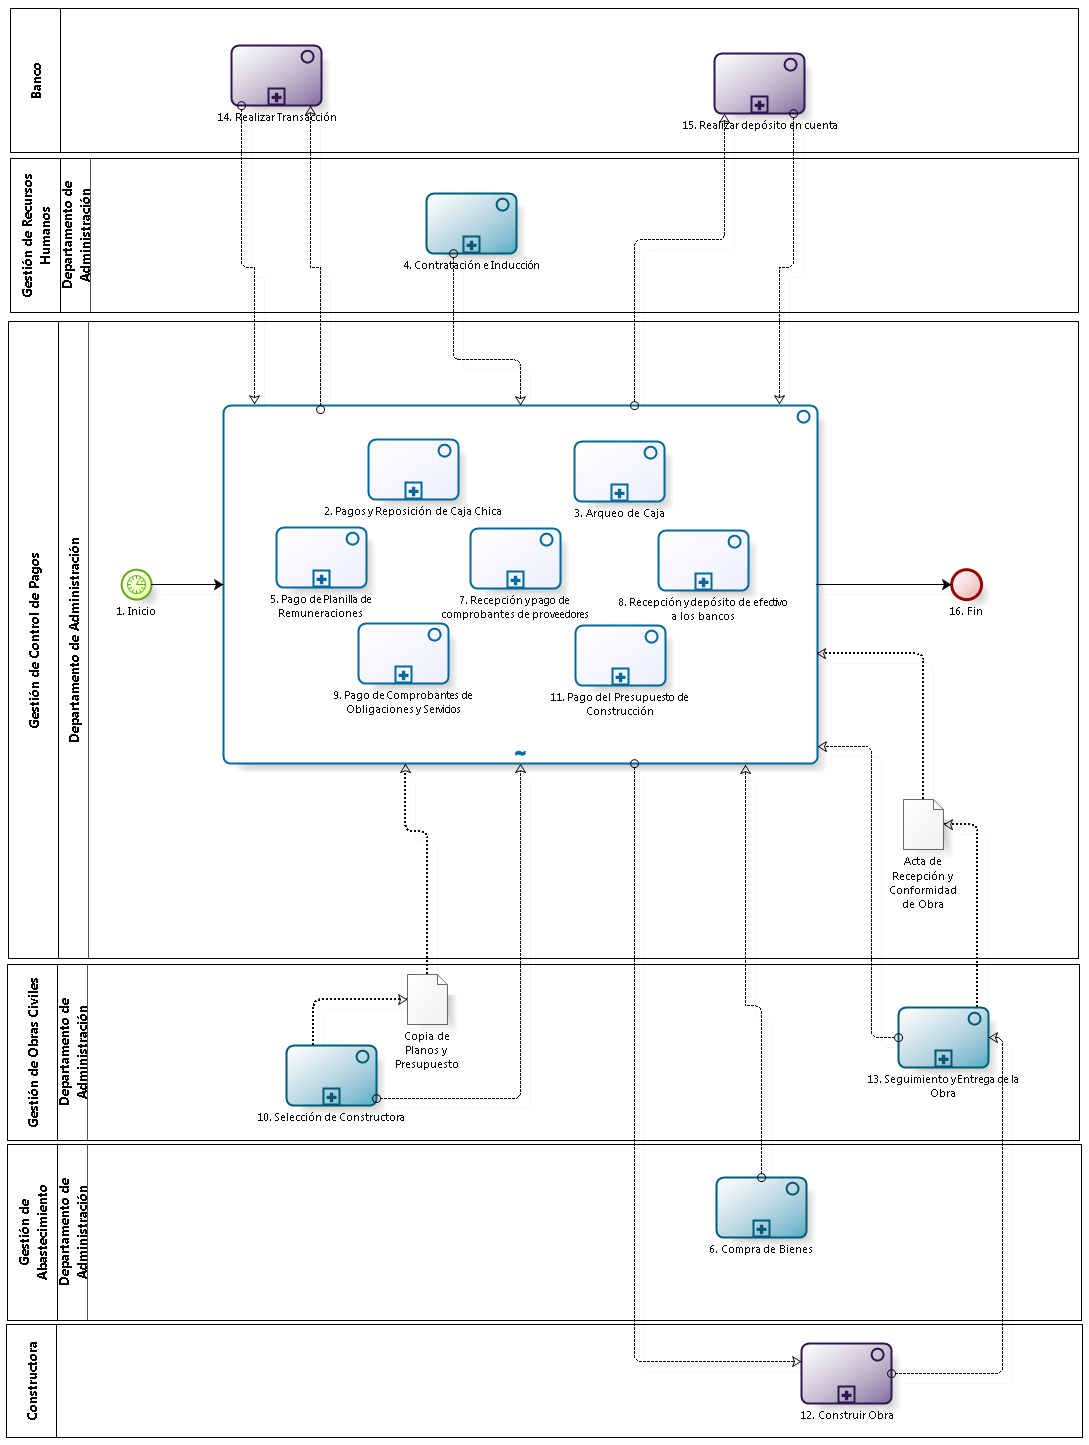 Banco
14. Realizar Transacción
15. Realizar depósito en cuenta
Gestión de Recursos
Humanos
Departamento de
Administración
4. Contratación e Inducción
Gestión de Control de Pagos
Departamento de Administración
1. Inicio
2. Pagos y Reposición de Caja Chica
3. Arqueo de Caja
5. Pago de Planilla de
Remuneraciones
7. Recepción y pago de
comprobantes de proveedores
8. Recepción y depósito de efectivo
a los bancos
9. Pago de Comprobantes de
Obligaciones y Servicios
11. Pago del Presupuesto de
Construcción
16. Fin
Acta de
Recepción y
Conformidad
de Obra
Gestión de Obras Civiles
Departamento de
Administración
Copia de
Planos y
Presupuesto
10. Selección de Constructora
13. Seguimiento y Entrega de la
Obra
Gestión de
Abastecimiento
Departamento de
Administración
6. Compra de Bienes
Constructora
12. Construir Obra